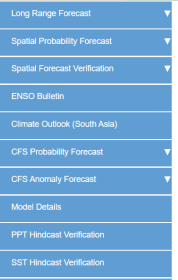 Long Range Forecast
Spatial Probability Forecast
Spatial Forecast Verification
ENSO Bulletin
Climate Outlook (South Asia)
CFS Probability Forecast
CFS Anomaly Forecast
Model Details
PPT Hindcast Verification
SST Hindcast Verification